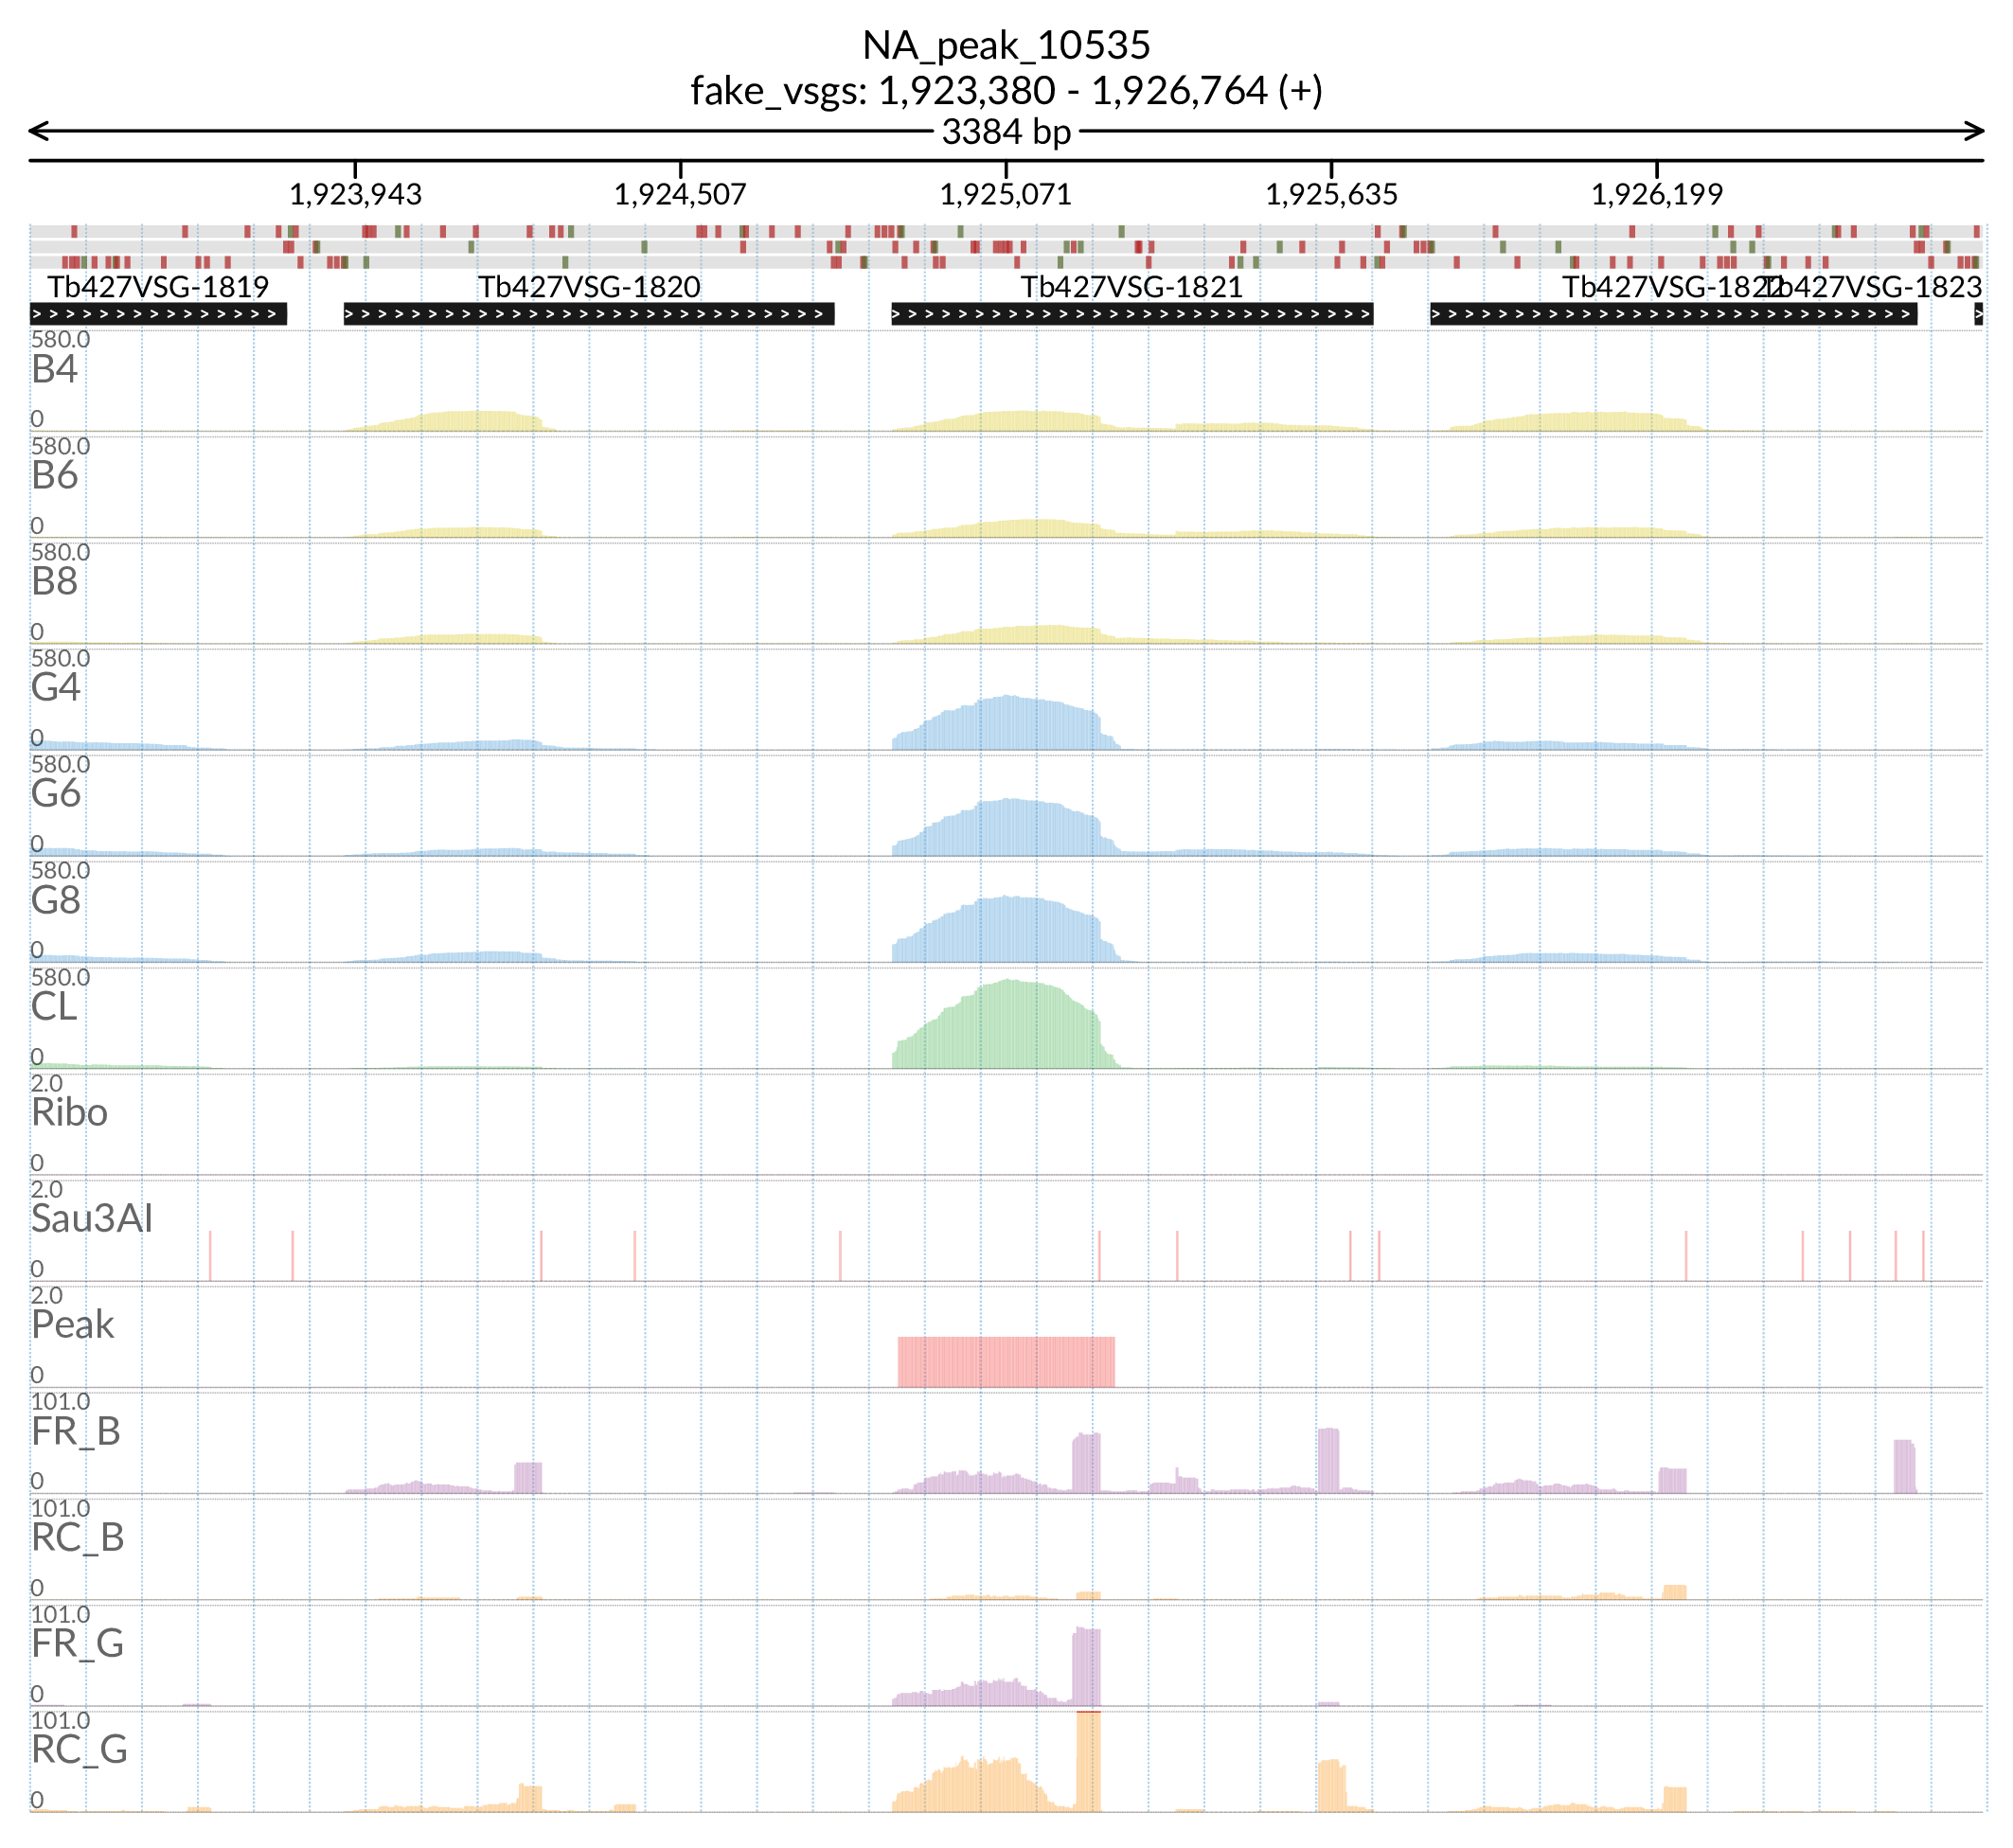 NA_peak_10535
fake_vsgs: 1,923,380 - 1,926,764 (+)
3384 bp
1,923,943 1,924,507 1,925,071 1,925,635 1,926,199
Tb427VSG-1819 Tb427VSG-1820 Tb427VSG-1821 Tb427VSG-1822 Tb427VSG-1823
580.0
B4
0
580.0
B6
0
580.0
B8
0
580.0
G4
0
580.0
G6
0
580.0
G8
0
580.0
CL
0
2.0
Ribo
0
2.0
Sau3AI
0
2.0
Peak
0
101.0
FR_B
0
101.0
RC_B
0
101.0
FR_G
0
101.0
RC_G
0